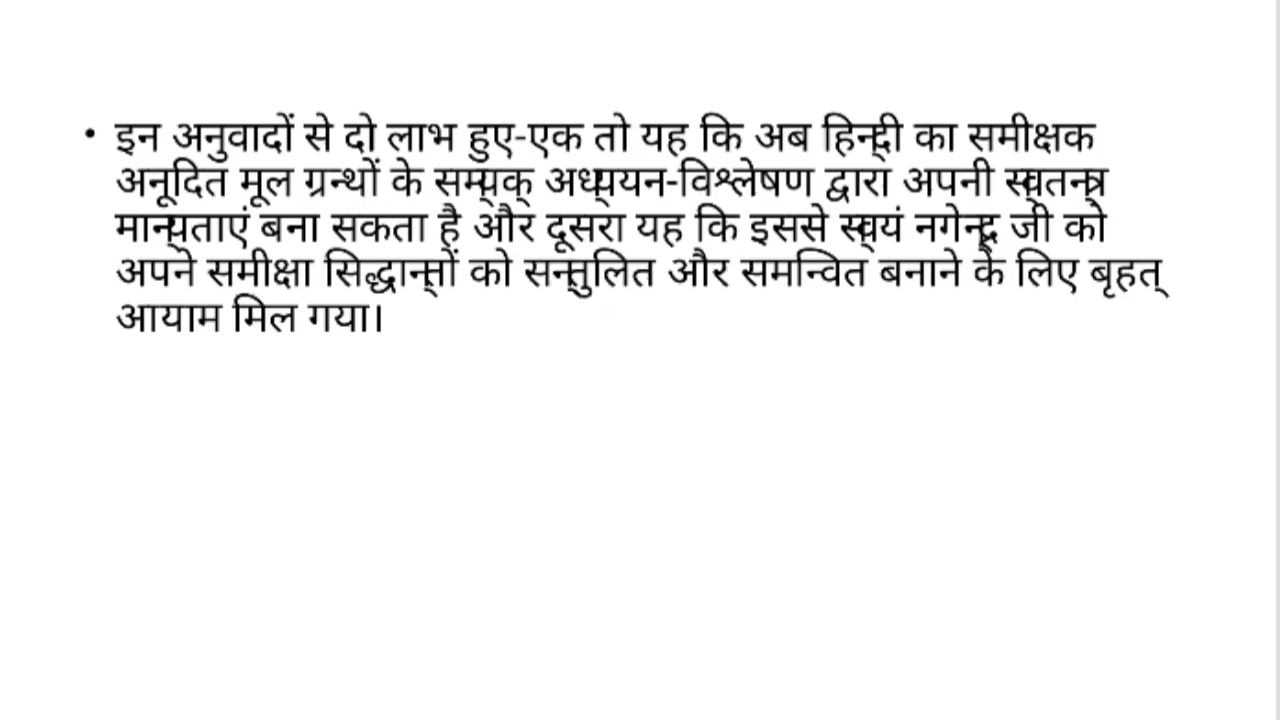 • इन अनुवादों से दो लाभ हुए-एक तो यह कि अब हिन्दी का समीक्षक
अनूदित मूल ग्रन्थों के सम्यक् अध्ययन-विश्लेषण द्वारा अपनी स्वतन्त्र
मान्यताएं बना सकता है और दूसरा यह कि इससे स्वयं नगेन्द्र जी को
अपने समीक्षा सिद्धान्तों को सन्तुलित और समन्वित बनाने के लिए बृहत्
आयाम मिल गया।